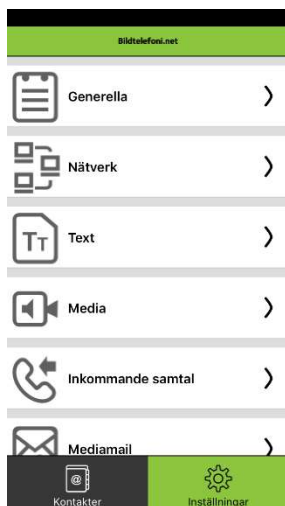 Bildtelefoni.net
Generella
Nätverk
Text
Media
Inkommande samtal
Mediamail
Kontakter
Inställningar